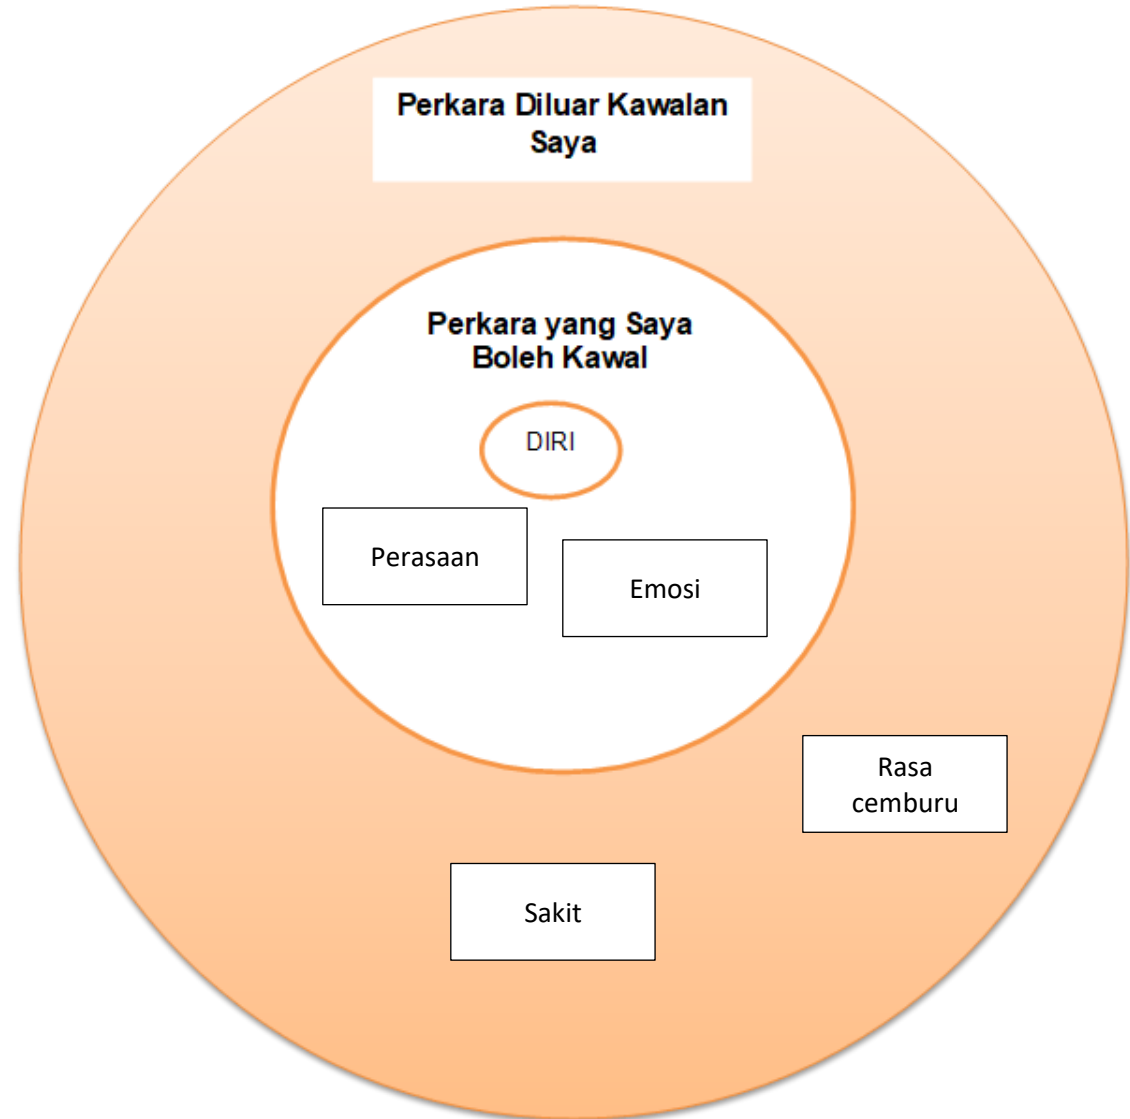 Perkara Diluar Kawalan
Saya
Perkara yang Saya
Boleh Kawal
DIRI
Perasaan
Emosi
Rasa
cemburu
Sakit